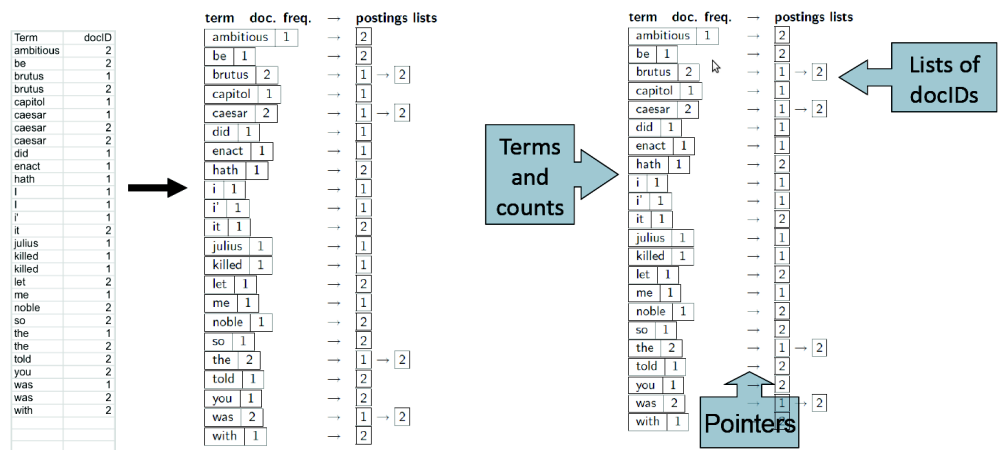 Term docID
ambitious 2
be 2
brutus 1
brutus 2
capitol 1
caesar 1
caesar 2
caesar 2
did 1
enact 1
hath 1
I 1
I 1
i' 1
it 2
julius 1
killed 1
killed 1
let 2
me 1
noble 2
so 2
the 1
the 2
told 2
you 2
was 1
was 2
with 2
term doc. freq. → postings lists
ambitious 1 → 2
be 1 → 2
brutus 2 → 1 → 2
capitol 1 → 1
caesar 2 → 1 → 2
did 1 → 1
enact 1 → 1
hath 1 → 2
i 1 → 1
i' 1 → 1
it 1 → 2
julius 1 → 1
killed 1 → 1
let 1 → 2
me 1 → 1
noble 1 → 2
so 1 → 2
the 2 → 1 → 2
told 1 → 2
you 1 → 2
was 2 → 1 → 2
with 1 → 2
Terms
and
counts
term doc. freq. → postings lists
ambitious 1 → 2
be 1 → 2
brutus 2 → 1 → 2
capitol 1 → 1
caesar 2 → 1 → 2
did 1 → 1
enact 1 → 1
hath 1 → 2
i 1 → 1
i' 1 → 1
it 1 → 2
julius 1 → 1
killed 1 → 1
let 1 → 2
me 1 → 1
noble 1 → 2
so 1 → 2
the 2 → 1 → 2
told 1 → 2
you 1 → 2
was 2 → 1 → 2
with 1 → 2
Lists of
docIDs
Pointers